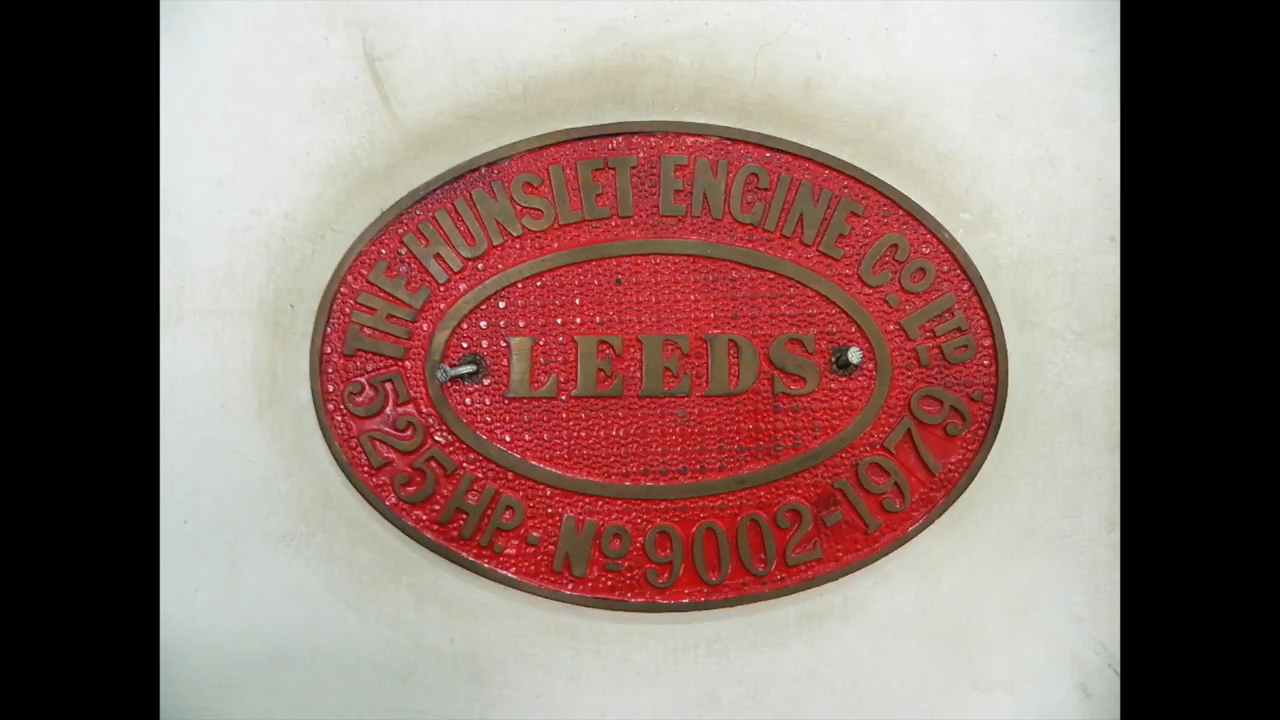 THE HUNSLET ENGINE Co LTD,
LEEDS
525 HP. - No 9002 - 1979